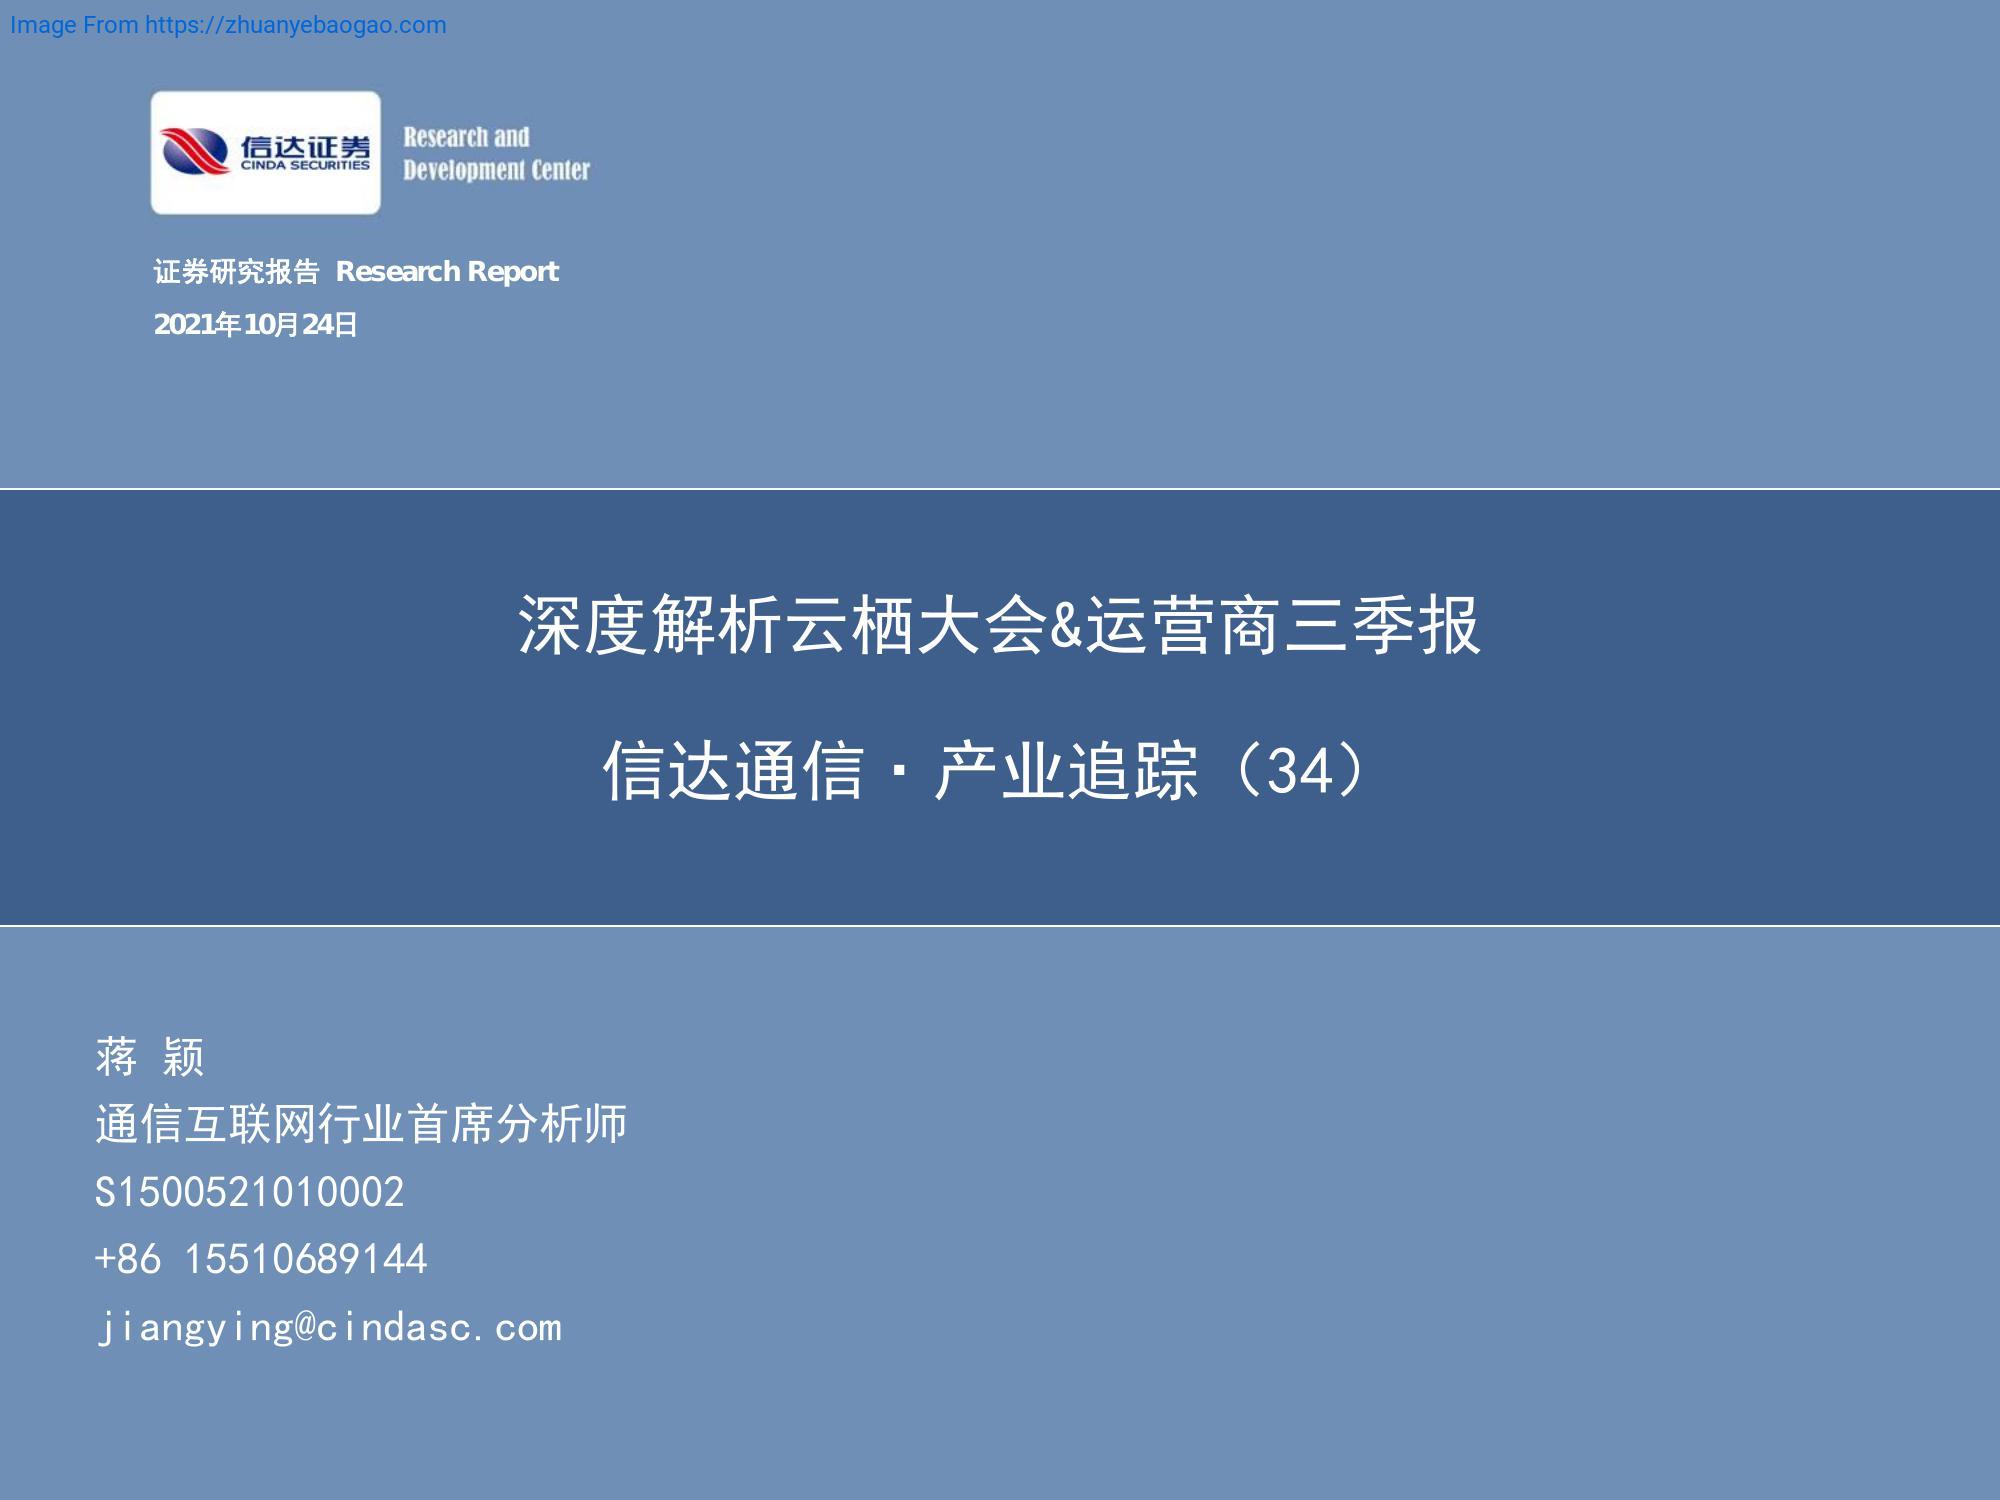 Image From https://zhuanyebaogao.com
信达证券
CINDA SECURITIES
Research and
Development Center
证券研究报告 Research Report
2021年10月24日
深度解析云栖大会&运营商三季报
信达通信·产业追踪（34）
蒋 颖
通信互联网行业首席分析师
S1500521010002
+86 15510689144
jiangying@cindasc.com